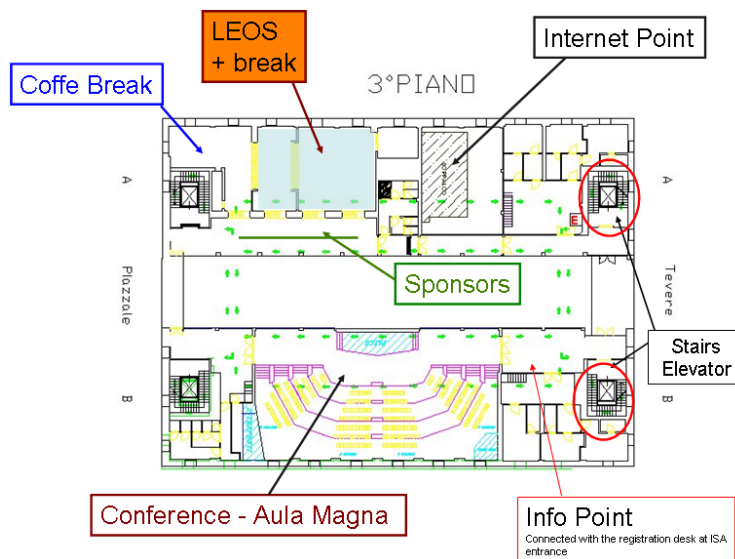 LEOS
+ break
Internet Point
Coffe Break
3°PIANO
A
A
E
Sponsors
Piazzale
Tevere
Stairs
Elevator
B
B
Conference - Aula Magna
Info Point
Connected with the registration desk at ISA
entrance